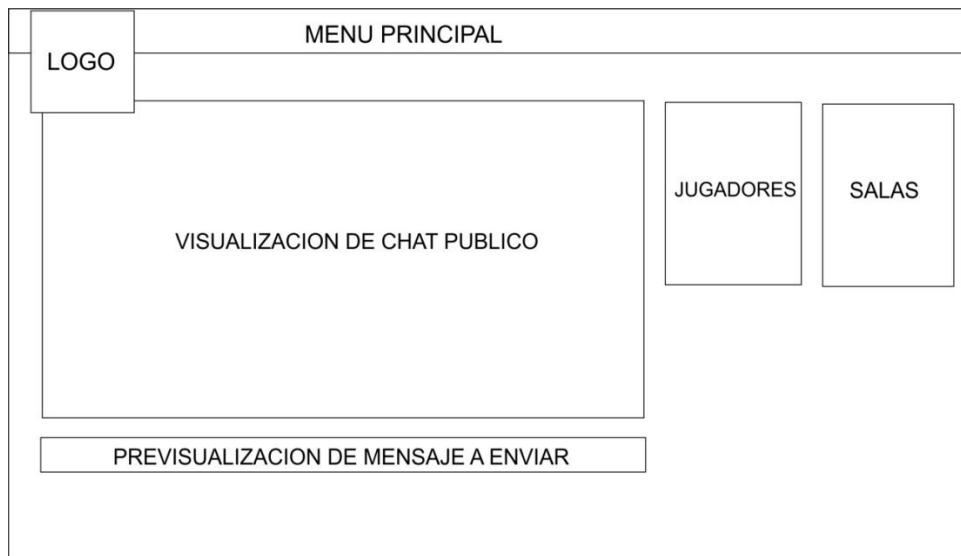 MENU PRINCIPAL
LOGO
VISUALIZACION DE CHAT PUBLICO
JUGADORES
SALAS
PREVISUALIZACION DE MENSAJE A ENVIAR